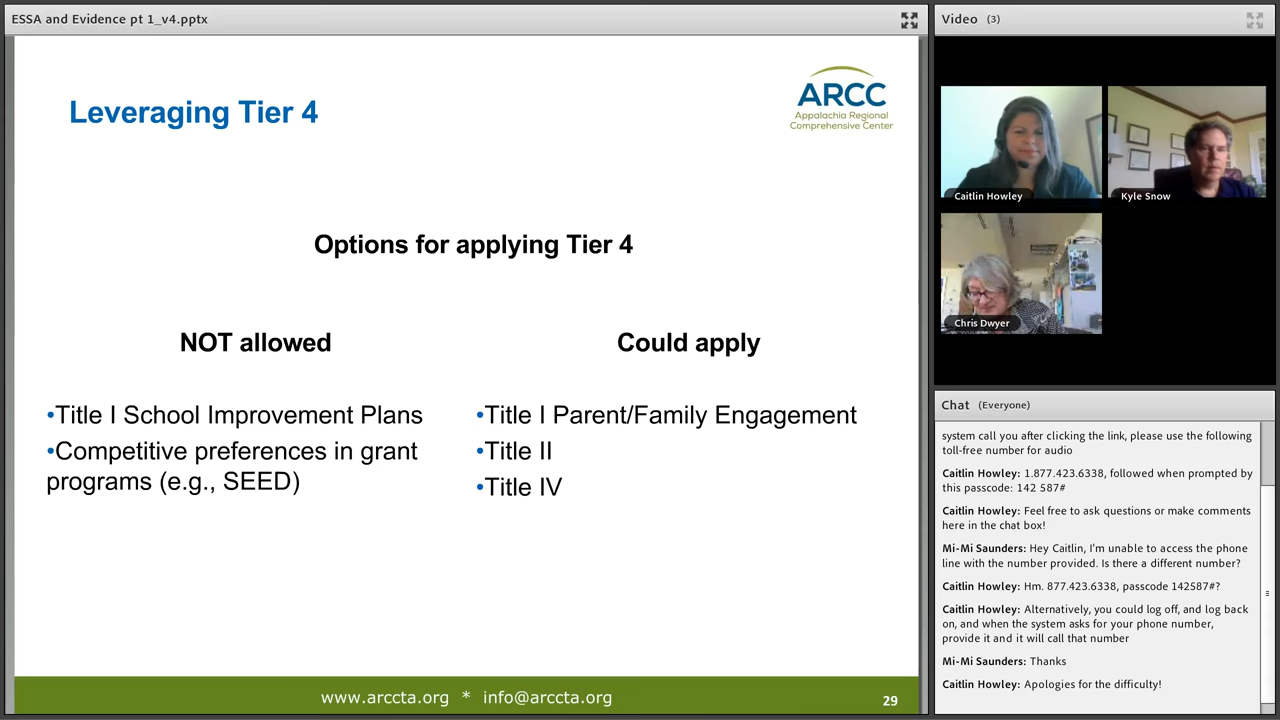 ESSA and Evidence pt 1_v4.pptx
Leveraging Tier 4
ARCC
Appalachia Regional
Comprehensive Center
Options for applying Tier 4
NOT allowed
•Title I School Improvement Plans
•Competitive preferences in grant
programs (e.g., SEED)
Could apply
•Title I Parent/Family Engagement
•Title II
•Title IV
www.arccta.org * info@arccta.org
29
Video (3)
Caitlin Howley
Kyle Snow
Chris Dwyer
Chat (Everyone)
system call you after clicking the link, please use the following
toll-free number for audio
Caitlin Howley: 1.877.423.6338, followed when prompted by
this passcode: 142 587#
Caitlin Howley: Feel free to ask questions or make comments
here in the chat box!
Mi-Mi Saunders: Hey Caitlin, I'm unable to access the phone
line with the number provided. Is there a different number?
Caitlin Howley: Hm. 877.423.6338, passcode 142587#?
Caitlin Howley: Alternatively, you could log off, and log back
on, and when the system asks for your phone number,
provide it and it will call that number
Mi-Mi Saunders: Thanks
Caitlin Howley: Apologies for the difficulty!